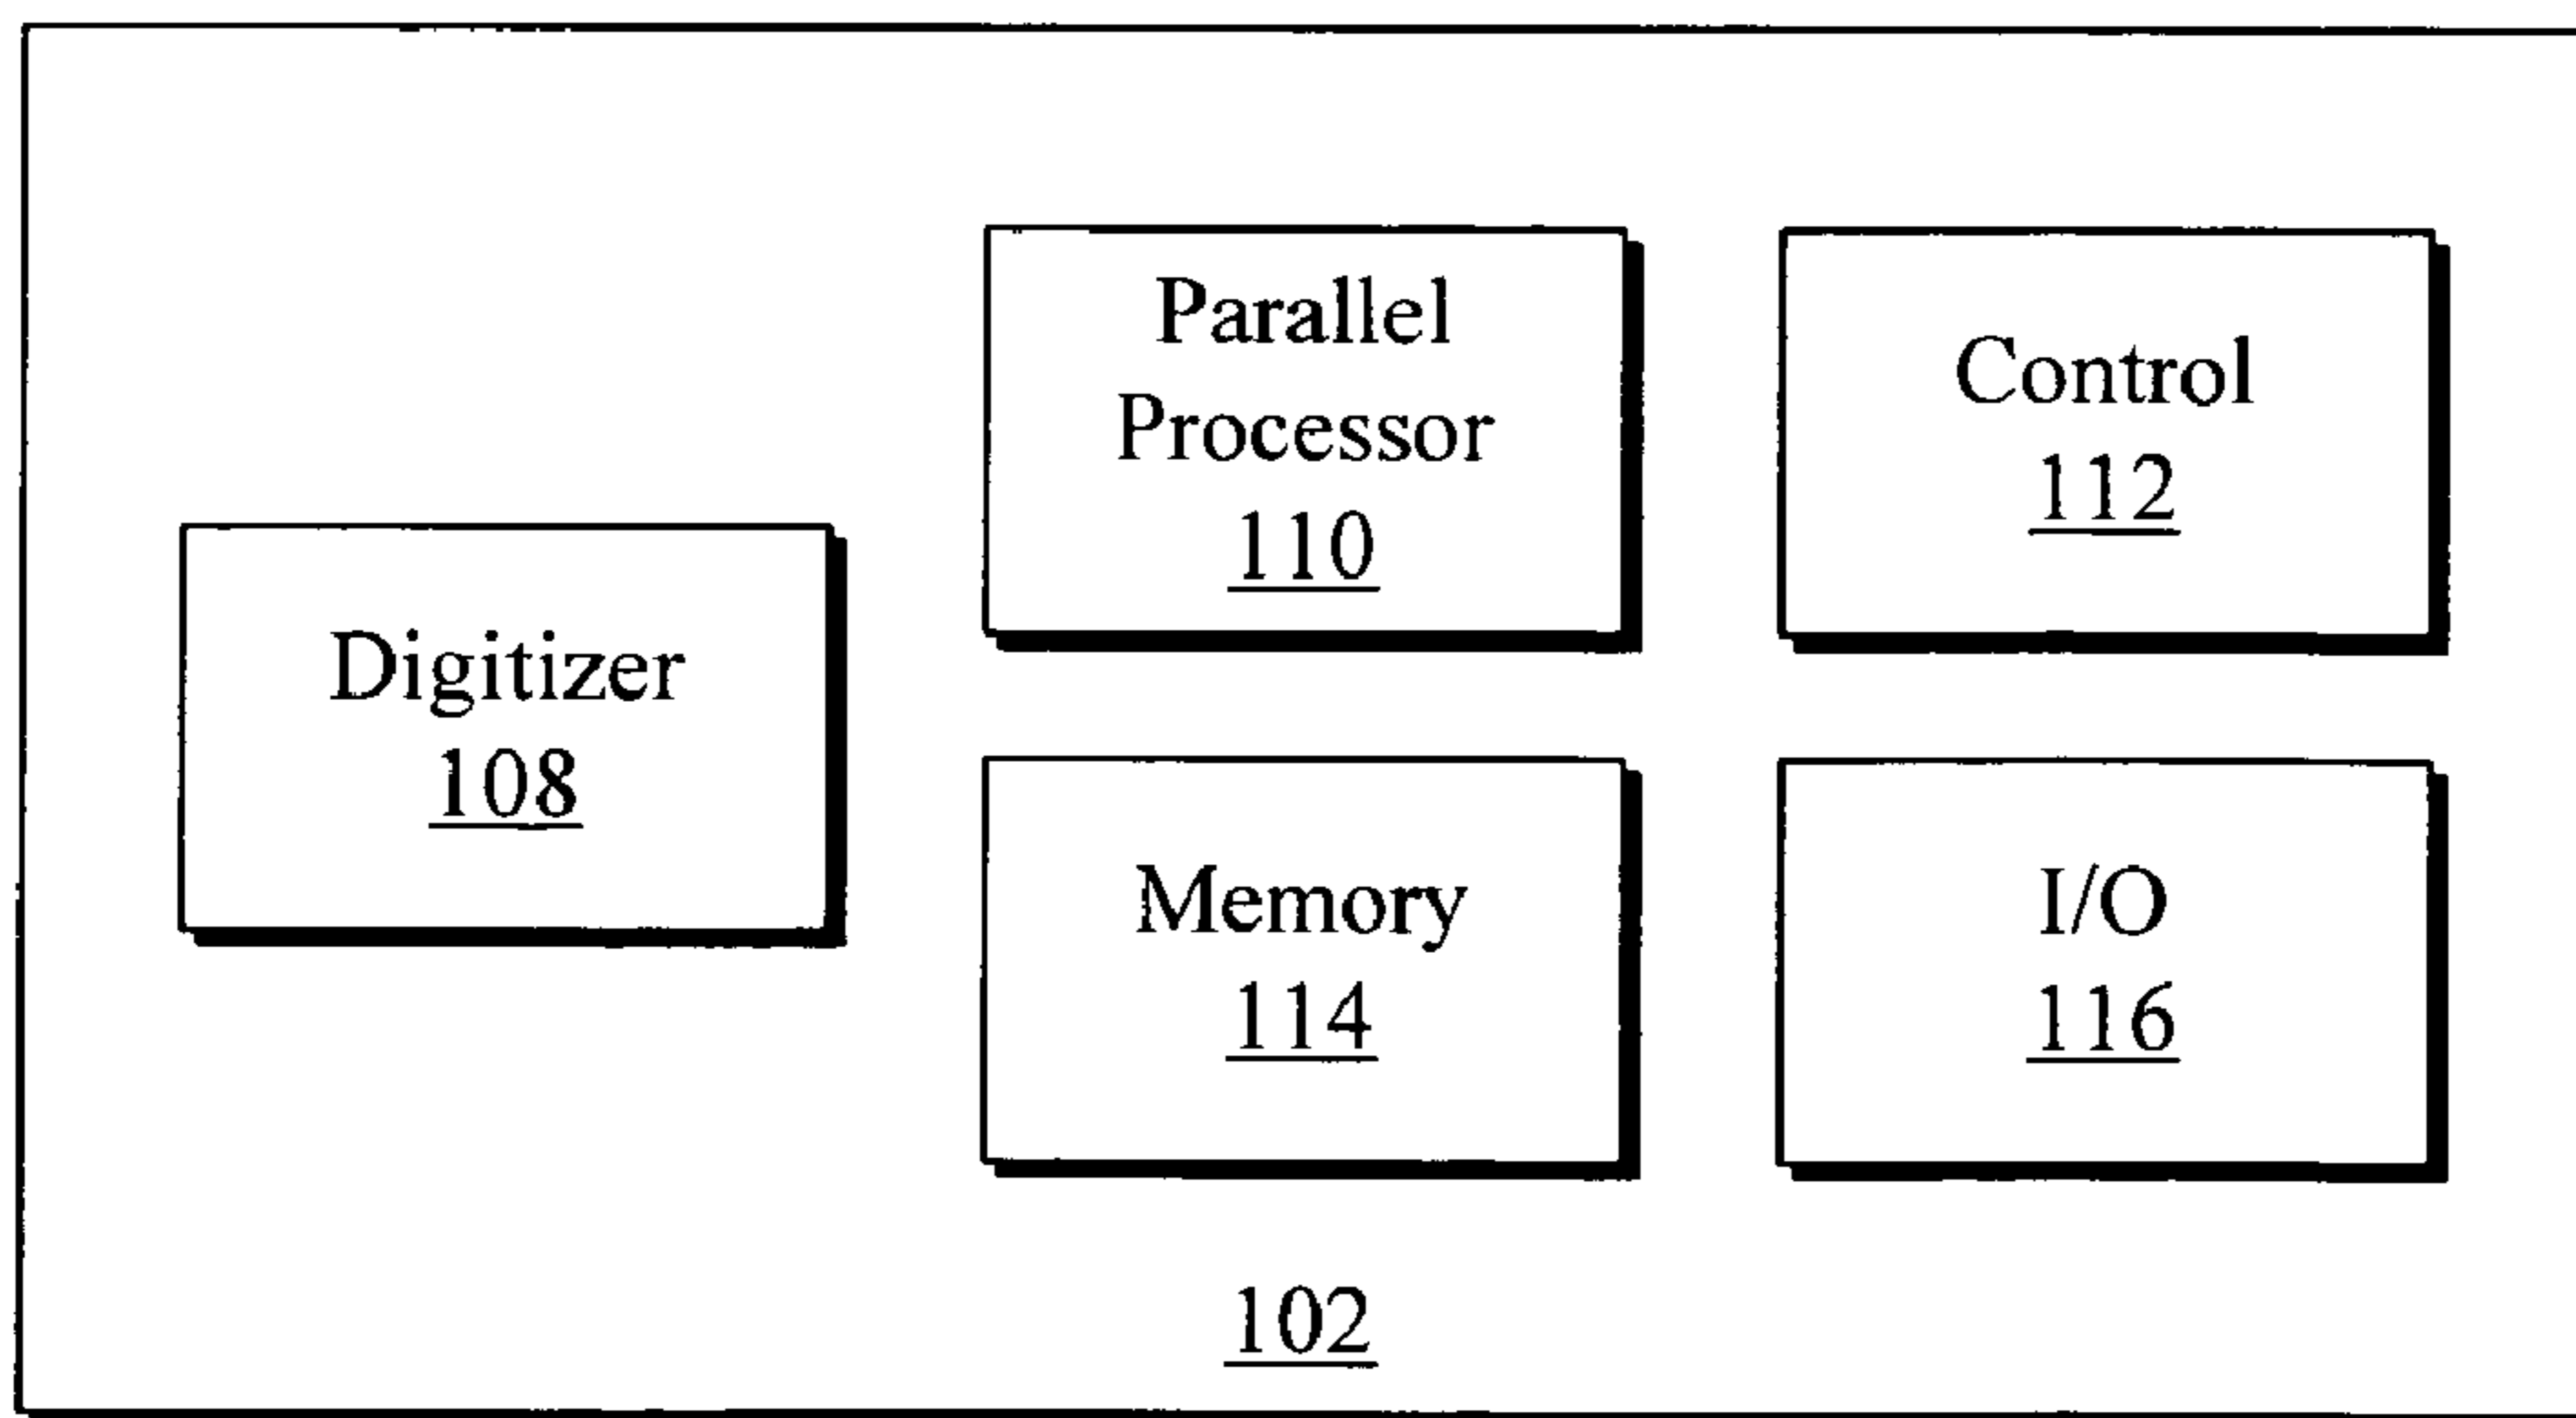 Digitizer
108
Parallel
Processor
110
Control
112
Memory
114
I/O
116
102